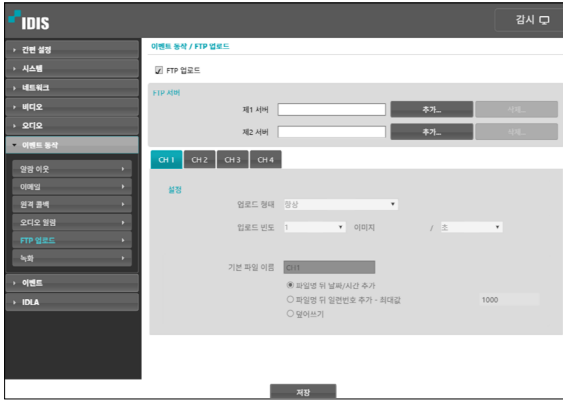 IDIS
감시
간편 설정
시스템
네트워크
비디오
오디오
이벤트 동작
알람 아웃
이메일
원격 콜백
오디오 알림
FTP 업로드
녹화
이벤트
IDLA
이벤트 동작 / FTP 업로드
FTP 업로드
FTP 서버
제1 서버 추가... 삭제...
제2 서버 추가... 삭제...
CH 1 CH 2 CH 3 CH 4
설정
업로드 형태 항상
업로드 빈도 1 이미지 / 초
기본 파일 이름 CH1
파일명 뒤 날짜/시간 추가
파일명 뒤 일련번호 추가 - 최대값 1000
덮어쓰기
저장